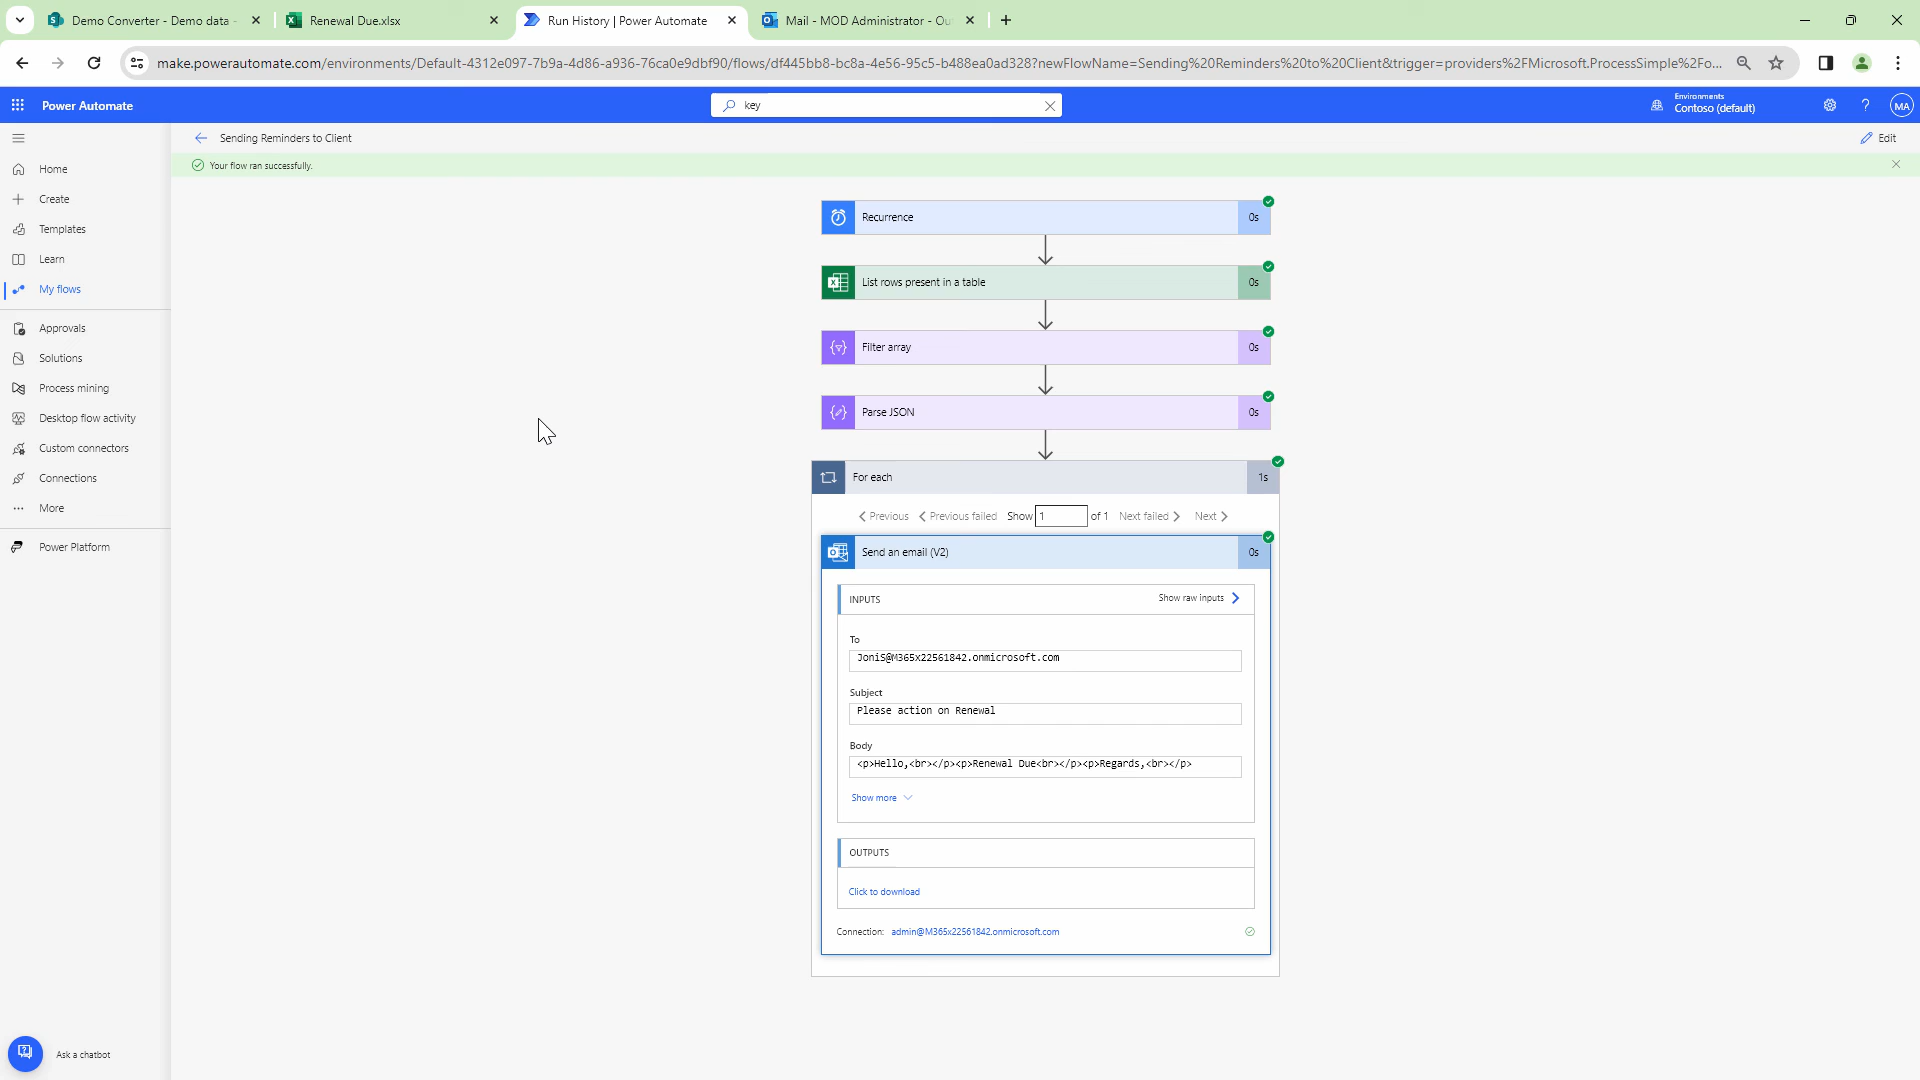 Demo Converter - Demo data -
Renewal Due.xlsx
Run History | Power Automate
Mail - MOD Administrator - Ou
make.powerautomate.com/environments/Default-4312e097-7b9a-4d86-a936-76ca0e9dbf90/flows/df445bb8-bc8a-4e56-95c5-b488ea0ad328?newFlowName=Sending%20Reminders%20to%20Client&trigger=providers%2FMicrosoft.ProcessSimple%2Fo...
Power Automate
key
Environments
Contoso (default)
?
MA
Sending Reminders to Client
Edit
Your flow ran successfully.
Home
Create
Templates
Learn
My flows
Approvals
Solutions
Process mining
Desktop flow activity
Custom connectors
Connections
More
Power Platform
Ask a chatbot
Recurrence
0s
List rows present in a table
0s
Filter array
0s
Parse JSON
0s
For each
1s
Previous Previous failed Show 1 of 1 Next failed Next
Send an email (V2)
0s
INPUTS
Show raw inputs
To
JoniS@M365x22561842.onmicrosoft.com
Subject
Please action on Renewal
Body
<p>Hello,<br></p><p>Renewal Due<br></p><p>Regards,<br></p>
Show more
OUTPUTS
Click to download
Connection: admin@M365x22561842.onmicrosoft.com